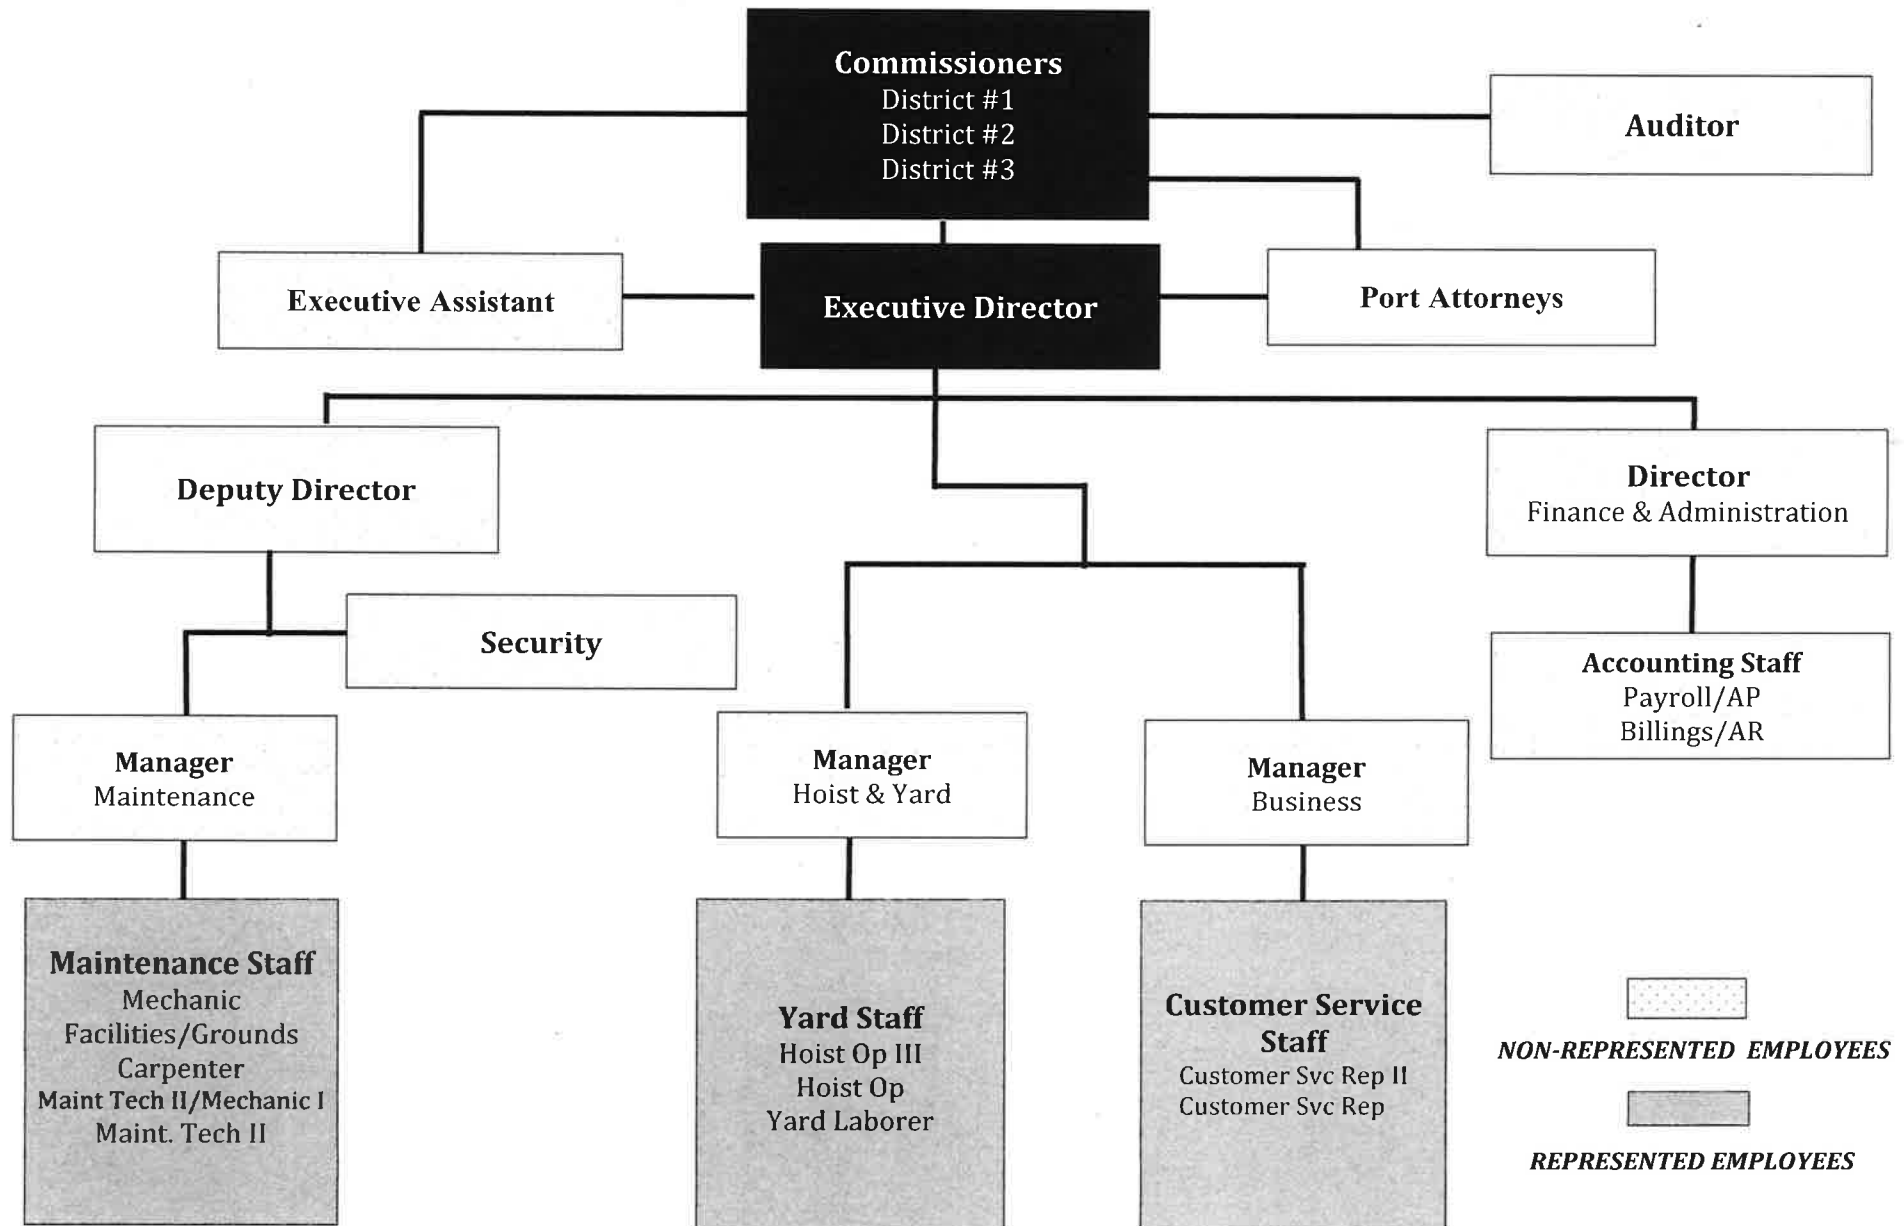 Commissioners
District #1
District #2
District #3
Auditor
Executive Assistant
Executive Director
Port Attorneys
Deputy Director
Director
Finance & Administration
Security
Accounting Staff
Payroll/AP
Billings/AR
Manager
Maintenance
Manager
Hoist & Yard
Manager
Business
Maintenance Staff
Mechanic
Facilities/Grounds
Carpenter
Maint Tech II/Mechanic I
Maint. Tech II
Yard Staff
Hoist Op III
Hoist Op
Yard Laborer
Customer Service
Staff
Customer Svc Rep II
Customer Svc Rep
NON-REPRESENTED EMPLOYEES
REPRESENTED EMPLOYEES